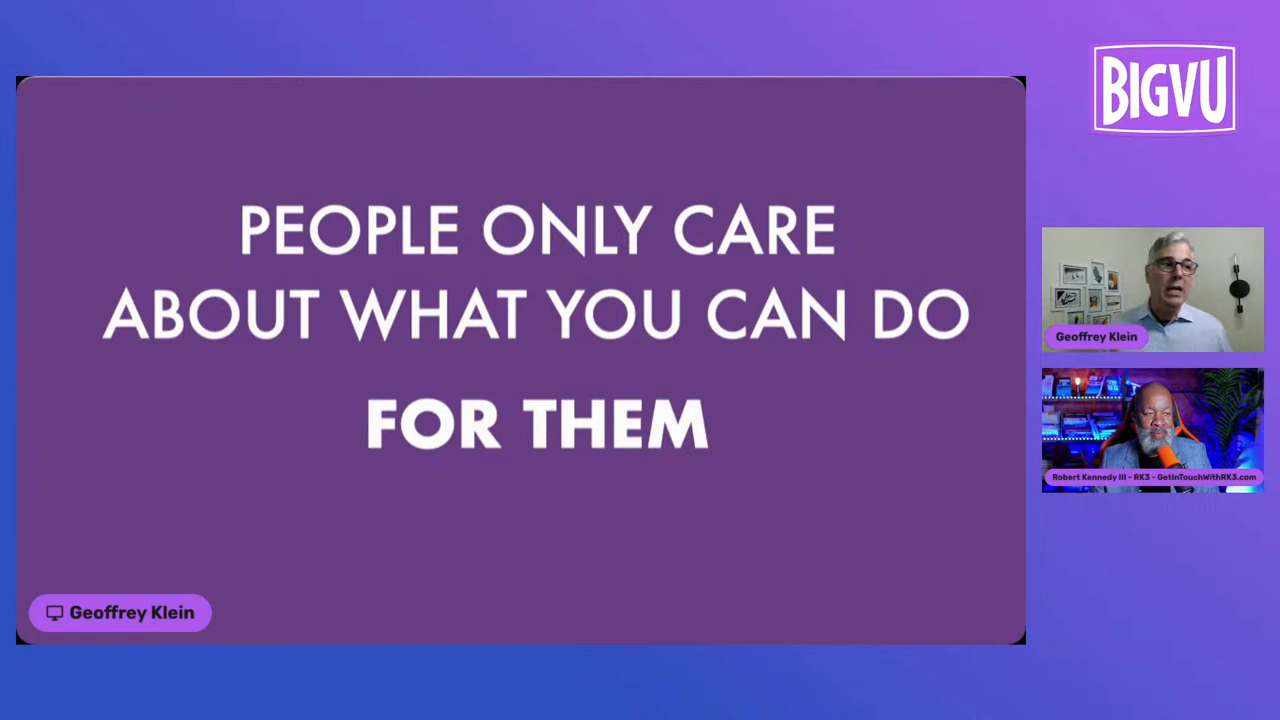 BIGVU
PEOPLE ONLY CARE
ABOUT WHAT YOU CAN DO
FOR THEM
Geoffrey Klein
Geoffrey Klein
Robert Kennedy III - RK3 - GetInTouchWithRK3.com